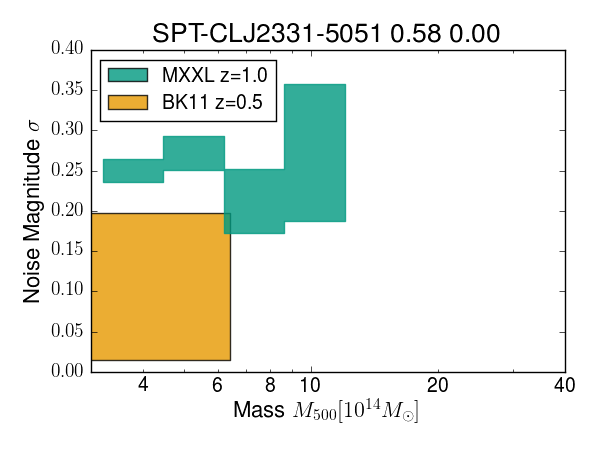 SPT-CLJ2331-5051 0.58 0.00
MXXL z=1.0
BK11 z=0.5
Noise Magnitude σ
0.40
0.35
0.30
0.25
0.20
0.15
0.10
0.05
0.00
4 6 8 10 20 40
Mass M₅₀₀[10¹⁴M⊙]